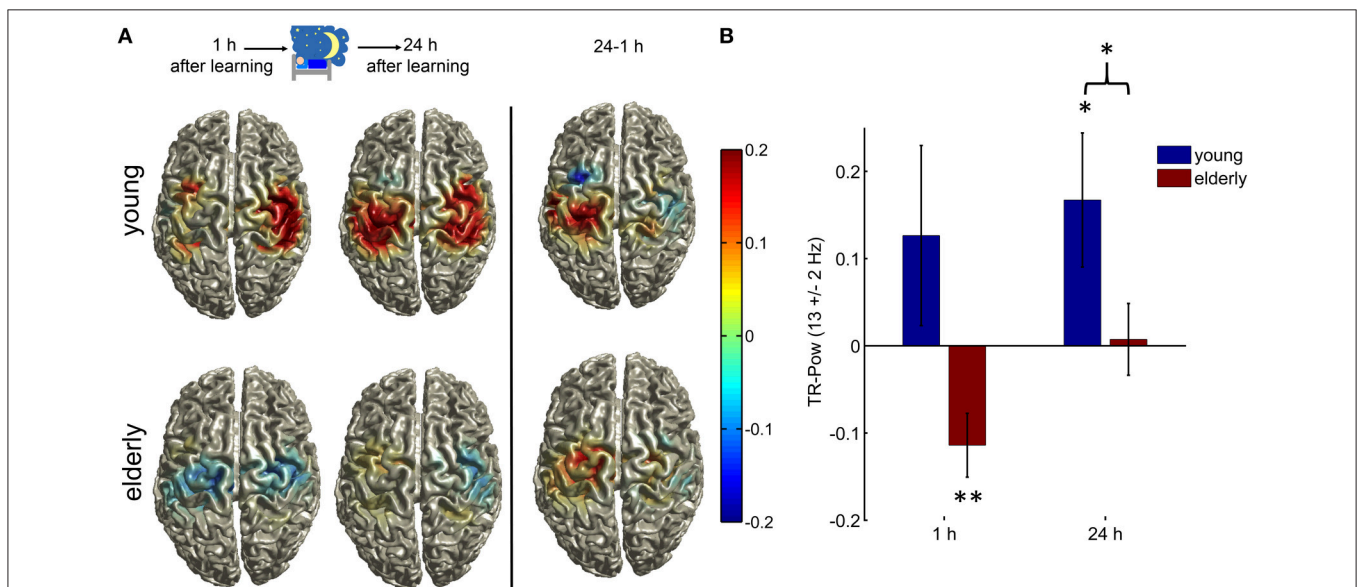 A
1 h
after learning
24 h
after learning
24-1 h
young
elderly
0.2
0.1
0
-0.1
-0.2
B
*
*
**
young
elderly
TR-Pow (13 +/- 2 Hz)
0.2
0.1
0
-0.1
-0.2
1 h
24 h